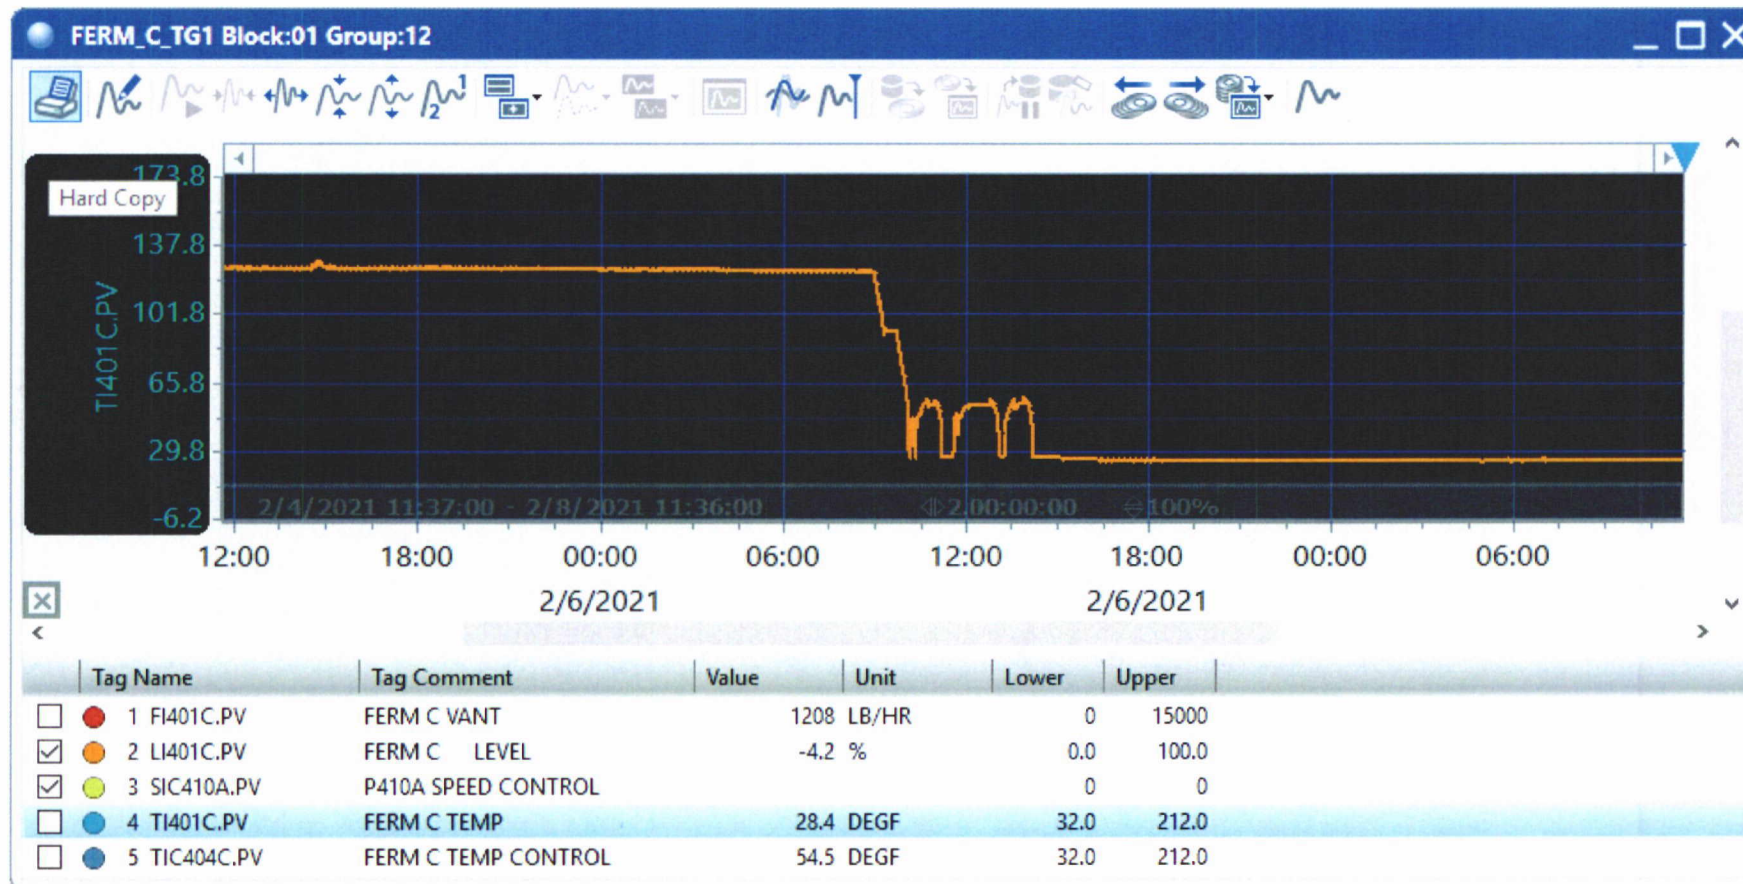 FERM_C_TG1 Block:01 Group:12
173.8
Hard Copy
137.8
101.8
65.8
29.8
-6.2
TI401C.PV
2/4/2021 11:37:00 - 2/8/2021 11:36:00 2.00:00:00 100%
12:00 18:00 00:00 06:00 12:00 18:00 00:00 06:00
2/6/2021 2/6/2021
Tag Name Tag Comment Value Unit Lower Upper
1 FI401C.PV FERM C VANT 1208 LB/HR 0 15000
2 LI401C.PV FERM C LEVEL -4.2 % 0.0 100.0
3 SIC410A.PV P410A SPEED CONTROL 0 0
4 TI401C.PV FERM C TEMP 28.4 DEGF 32.0 212.0
5 TIC404C.PV FERM C TEMP CONTROL 54.5 DEGF 32.0 212.0